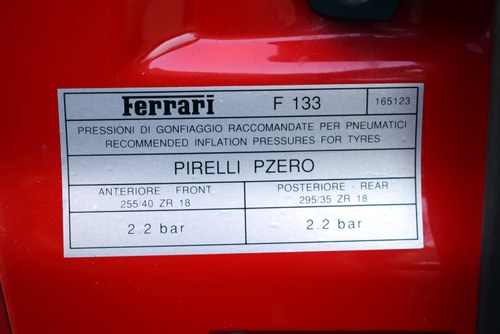 Ferrari F 133 165123
PRESSIONI DI GONFIAGGIO RACCOMANDATE PER PNEUMATICI
RECOMMENDED INFLATION PRESSURES FOR TYRES
PIRELLI PZERO
ANTERIORE - FRONT POSTERIORE - REAR
255/40 ZR 18 295/35 ZR 18
2.2 bar 2.2 bar